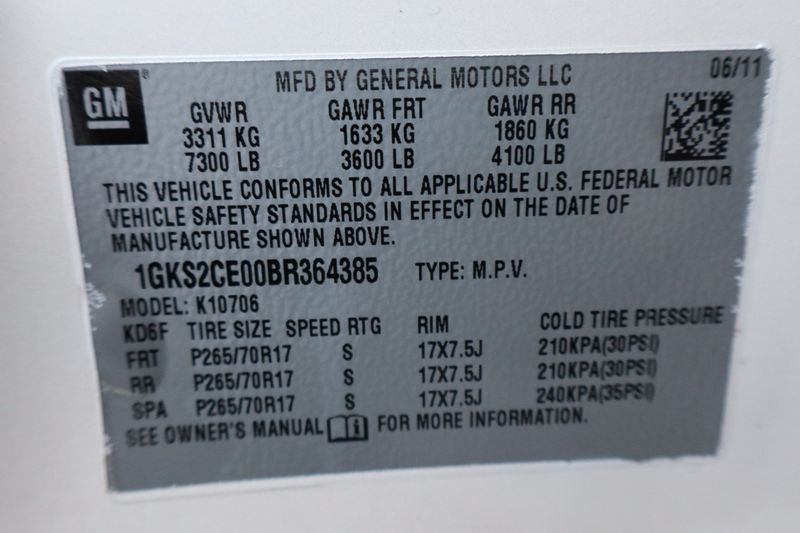 06/11
GM
MFD BY GENERAL MOTORS LLC
GVWR GAWR FRT GAWR RR
3311 KG 1633 KG 1860 KG
7300 LB 3600 LB 4100 LB
THIS VEHICLE CONFORMS TO ALL APPLICABLE U.S. FEDERAL MOTOR
VEHICLE SAFETY STANDARDS IN EFFECT ON THE DATE OF
MANUFACTURE SHOWN ABOVE.
1GKS2CE00BR364385 TYPE: M.P.V.
MODEL: K10706
KD6F TIRE SIZE SPEED RTG RIM COLD TIRE PRESSURE
FRT P265/70R17 S 17X7.5J 210KPA(30PSI)
RR P265/70R17 S 17X7.5J 210KPA(30PSI)
SPA P265/70R17 S 17X7.5J 240KPA(35PSI)
SEE OWNER'S MANUAL FOR MORE INFORMATION.